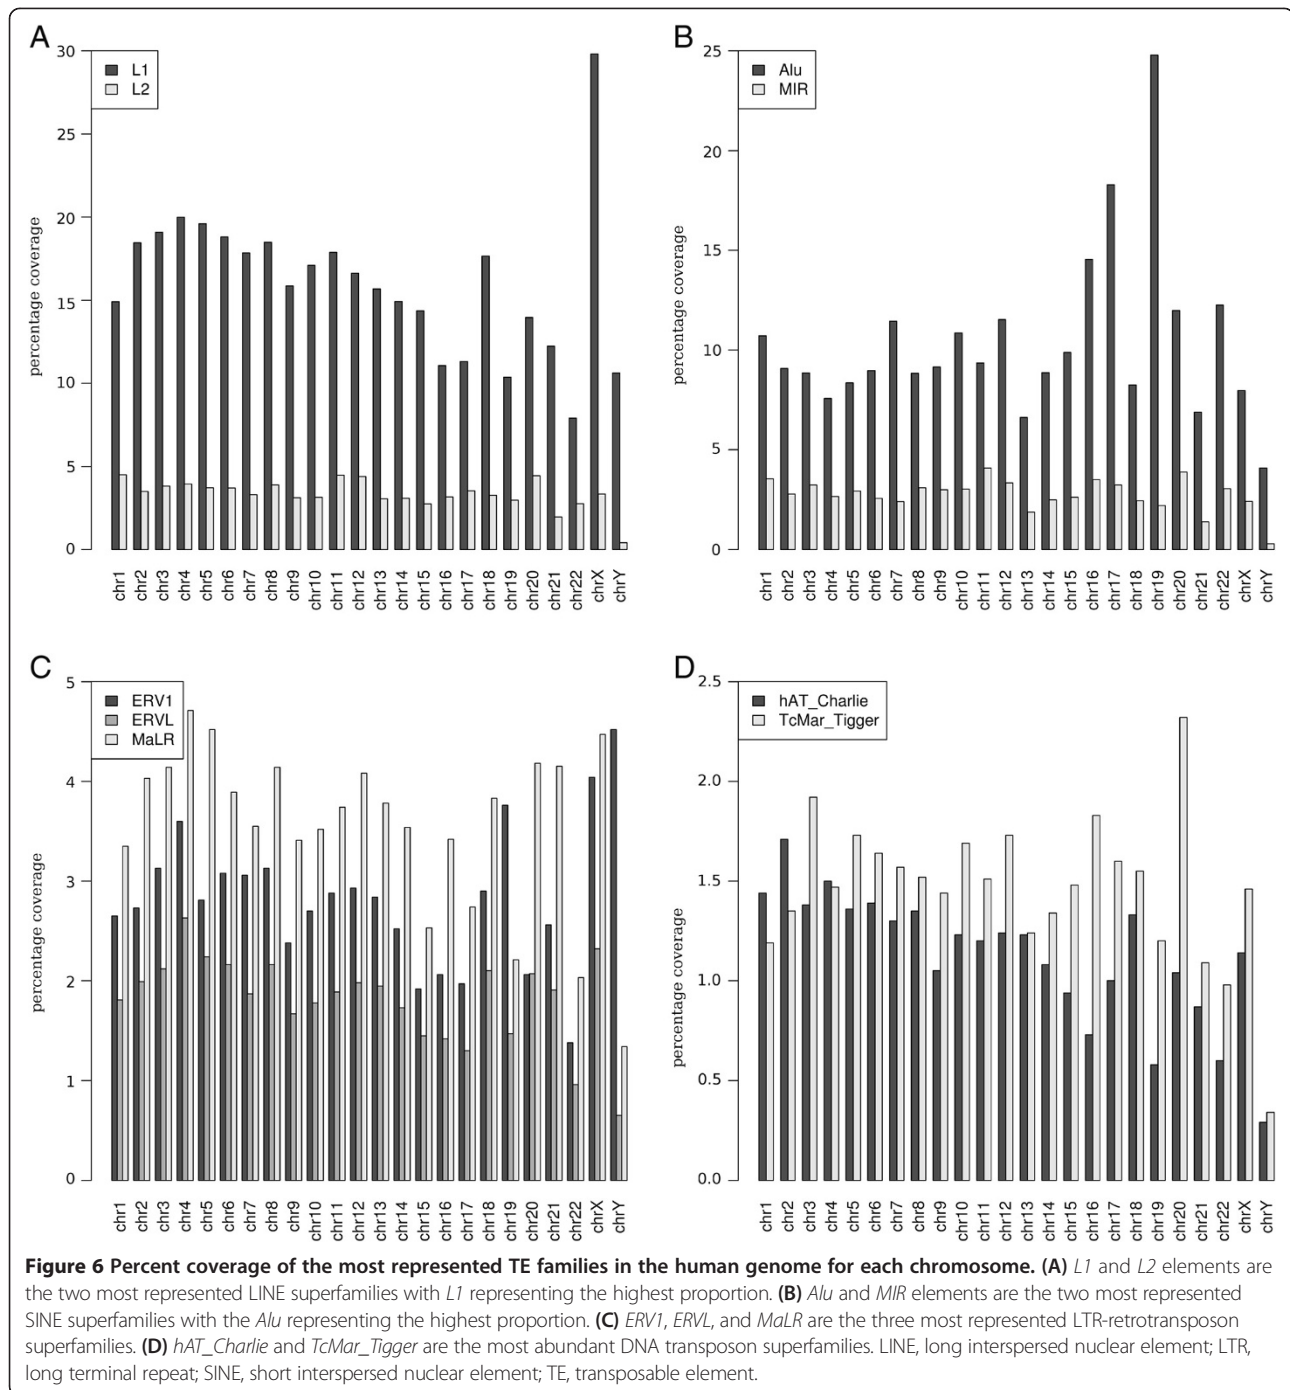 A
30
25
20
15
10
5
0
percentage coverage
L1
L2
chr1
chr2
chr3
chr4
chr5
chr6
chr7
chr8
chr9
chr10
chr11
chr12
chr13
chr14
chr15
chr16
chr17
chr18
chr19
chr20
chr21
chr22
chrX
chrY
B
25
20
15
10
5
0
percentage coverage
Alu
MIR
chr1
chr2
chr3
chr4
chr5
chr6
chr7
chr8
chr9
chr10
chr11
chr12
chr13
chr14
chr15
chr16
chr17
chr18
chr19
chr20
chr21
chr22
chrX
chrY
C
5
4
3
2
1
0
percentage coverage
ERV1
ERVL
MaLR
chr1
chr2
chr3
chr4
chr5
chr6
chr7
chr8
chr9
chr10
chr11
chr12
chr13
chr14
chr15
chr16
chr17
chr18
chr19
chr20
chr21
chr22
chrX
chrY
D
2.5
2.0
1.5
1.0
0.5
0.0
percentage coverage
hAT_Charlie
TcMar_Tigger
chr1
chr2
chr3
chr4
chr5
chr6
chr7
chr8
chr9
chr10
chr11
chr12
chr13
chr14
chr15
chr16
chr17
chr18
chr19
chr20
chr21
chr22
chrX
chrY
Figure 6 Percent coverage of the most represented TE families in the human genome for each chromosome. (A) L1 and L2 elements are
the two most represented LINE superfamilies with L1 representing the highest proportion. (B) Alu and MIR elements are the two most represented
SINE superfamilies with the Alu representing the highest proportion. (C) ERV1, ERVL, and MaLR are the three most represented LTR-retrotransposon
superfamilies. (D) hAT_Charlie and TcMar_Tigger are the most abundant DNA transposon superfamilies. LINE, long interspersed nuclear element; LTR,
long terminal repeat; SINE, short interspersed nuclear element; TE, transposable element.